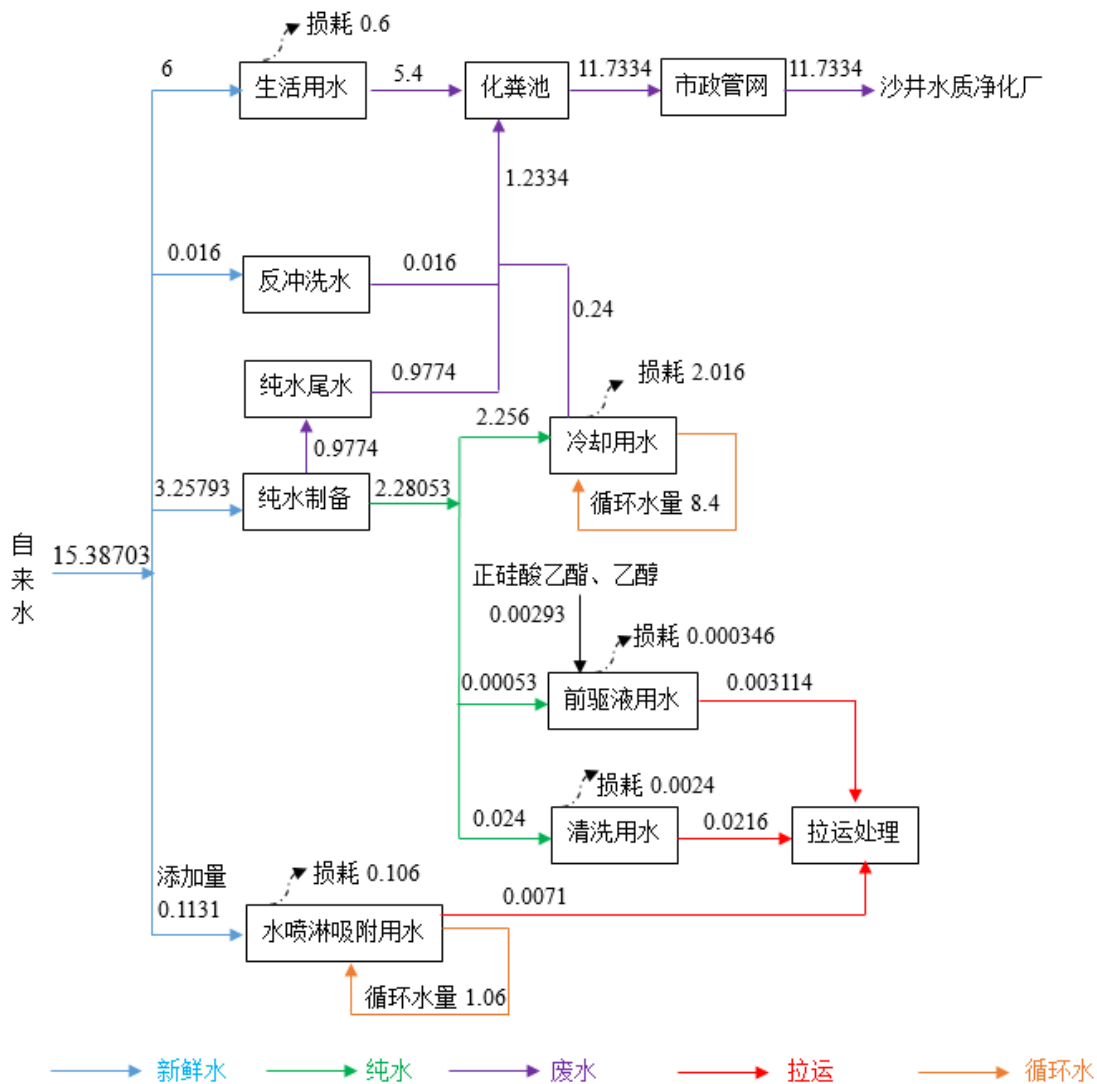 损耗 0.6
6
生活用水
5.4
化粪池
11.7334
市政管网
11.7334
沙井水质净化厂
1.2334
0.016
反冲洗水
0.016
0.24
纯水尾水
0.9774
损耗 2.016
0.9774
2.256
冷却用水
3.25793
纯水制备
2.28053
循环水量 8.4
自来水
15.38703
正硅酸乙酯、乙醇
0.00293
损耗 0.000346
0.00053
前驱液用水
0.003114
损耗 0.0024
0.024
清洗用水
0.0216
拉运处理
添加量
0.1131
损耗 0.106
水喷淋吸附用水
0.0071
循环水量 1.06
新鲜水
纯水
废水
拉运
循环水